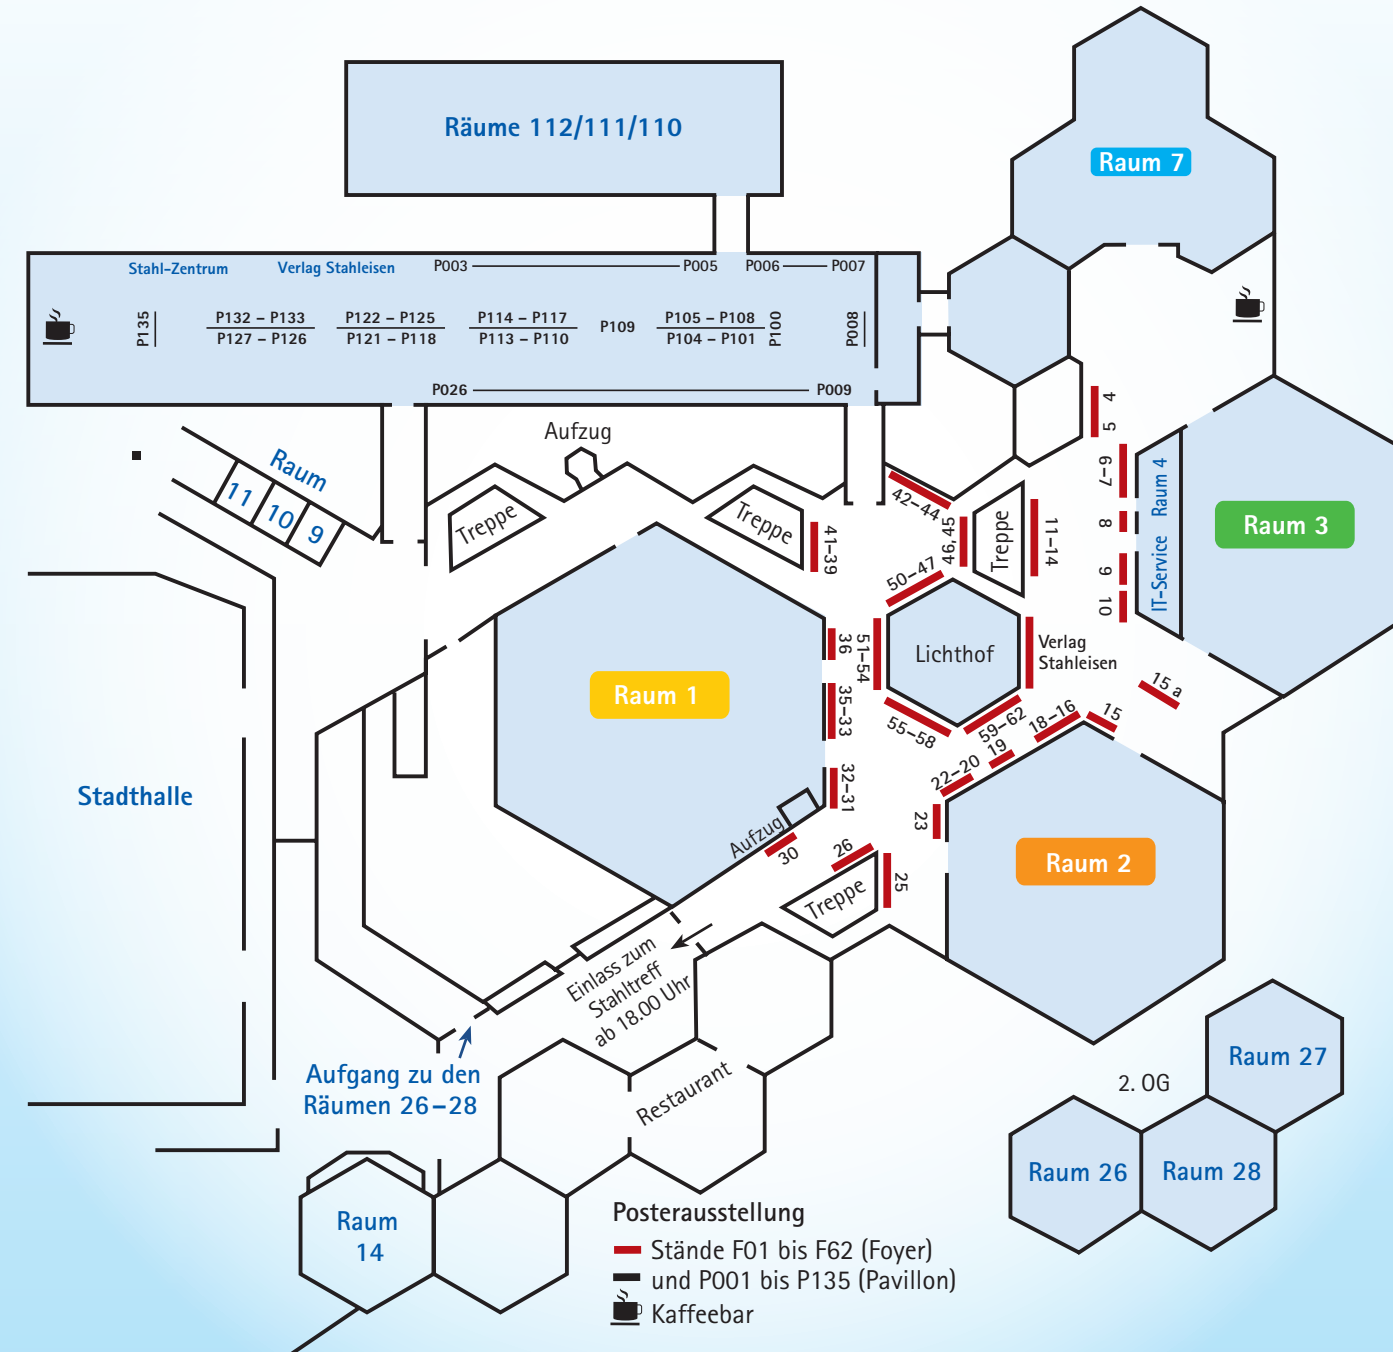 Räume 112/111/110
Raum 7
Stahl-Zentrum
Verlag Stahleisen
P003
P005
P006
P007
P135
P132 – P133
P127 – P126
P122 – P125
P121 – P118
P114 – P117
P113 – P110
P109
P105 – P108
P104 – P101
P100
P008
P026
P009
Aufzug
Raum
11
10
9
Treppe
Treppe
41–39
42–44
46, 45
Treppe
11–14
4
5
6–7
8
9
10
IT-Service Raum 4
Raum 3
50–47
51–54
Lichthof
Verlag
Stahleisen
55–58
59–62
36
35–33
32–31
Raum 1
15 a
15
18–16
19
22–20
23
Raum 2
Aufzug
30
26
25
Treppe
Stadthalle
Einlass zum
Stahltreff
ab 18.00 Uhr
Aufgang zu den
Räumen 26–28
Restaurant
2. OG
Raum 27
Raum 26
Raum 28
Raum
14
Posterausstellung
Stände F01 bis F62 (Foyer)
und P001 bis P135 (Pavillon)
Kaffeebar